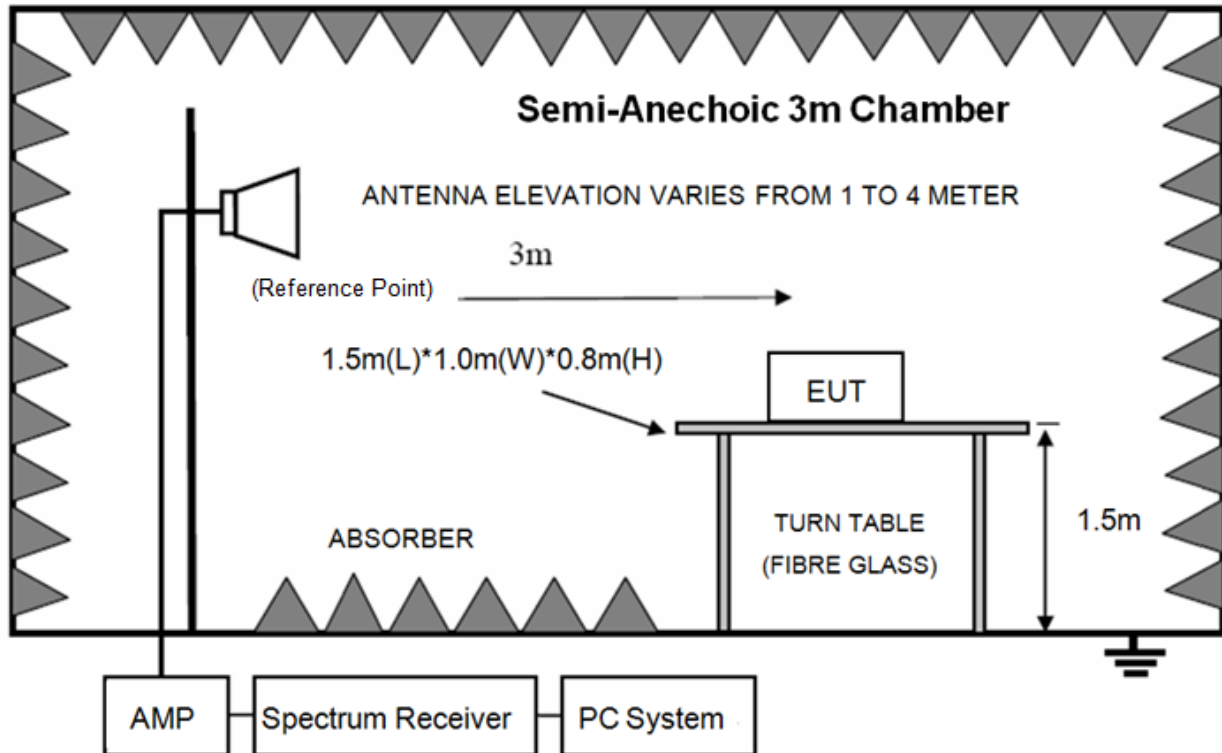 Semi-Anechoic 3m Chamber
ANTENNA ELEVATION VARIES FROM 1 TO 4 METER
3m
(Reference Point)
1.5m(L)*1.0m(W)*0.8m(H)
EUT
ABSORBER
TURN TABLE
(FIBRE GLASS)
1.5m
AMP
Spectrum Receiver
PC System